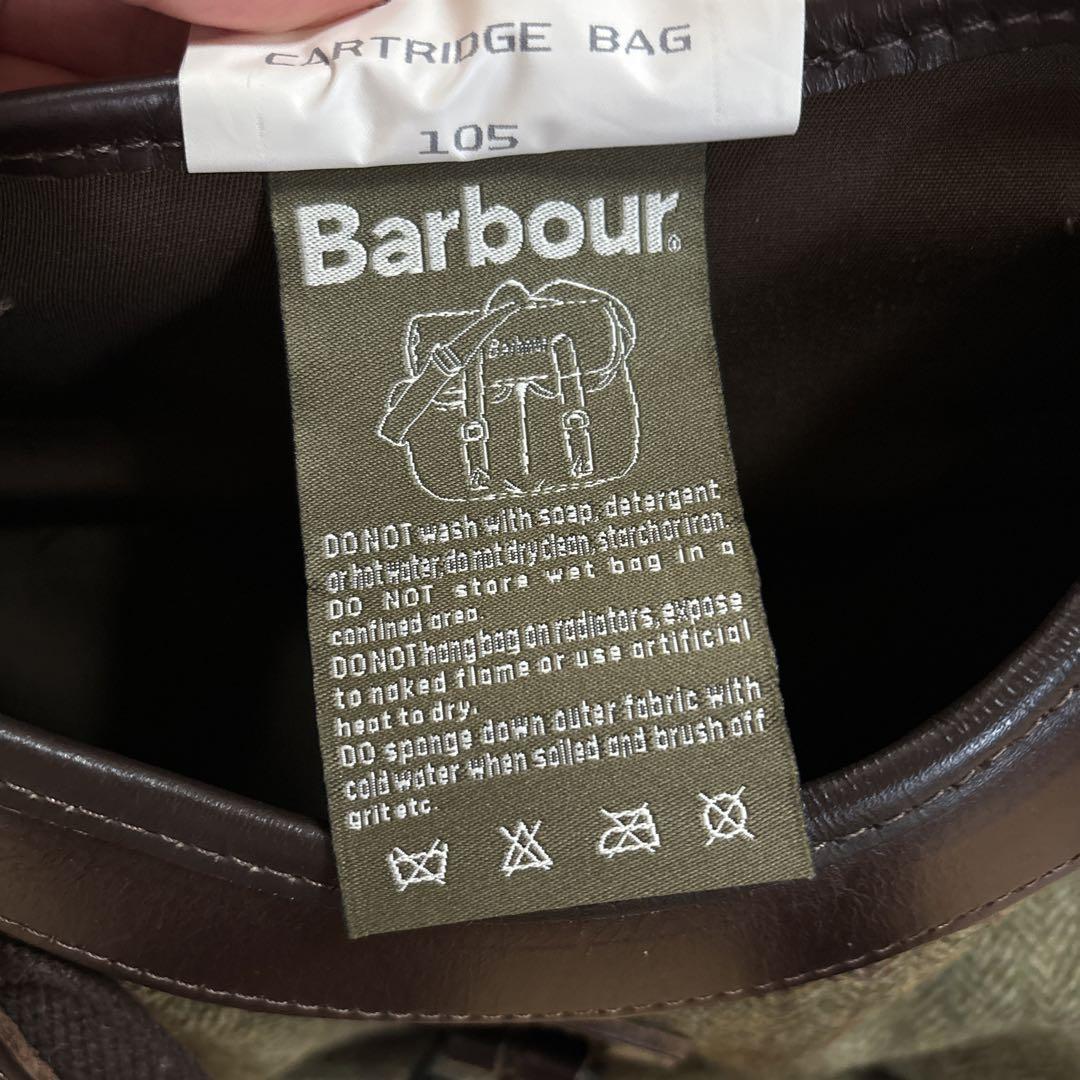 CARTRIDGE BAG
105
Barbour®
Barbour
DO NOT wash with soap, detergent
or hot water, do not dry clean, starch or iron.
DO NOT store wet bag in a
confined area
DO NOT hang bag on radiators, expose
to naked flame or use artificial
heat to dry.
DO sponge down outer fabric with
cold water when soiled and brush off
grit etc.